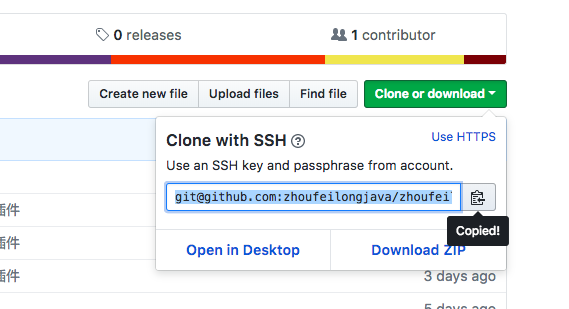 0 releases
1 contributor
Create new file
Upload files
Find file
Clone or download
Clone with SSH
Use HTTPS
Use an SSH key and passphrase from account.
git@github.com:zhoufeilongjava/zhoufei
Copied!
插件
Open in Desktop
Download ZIP
插件
插件
3 days ago
5 days ago